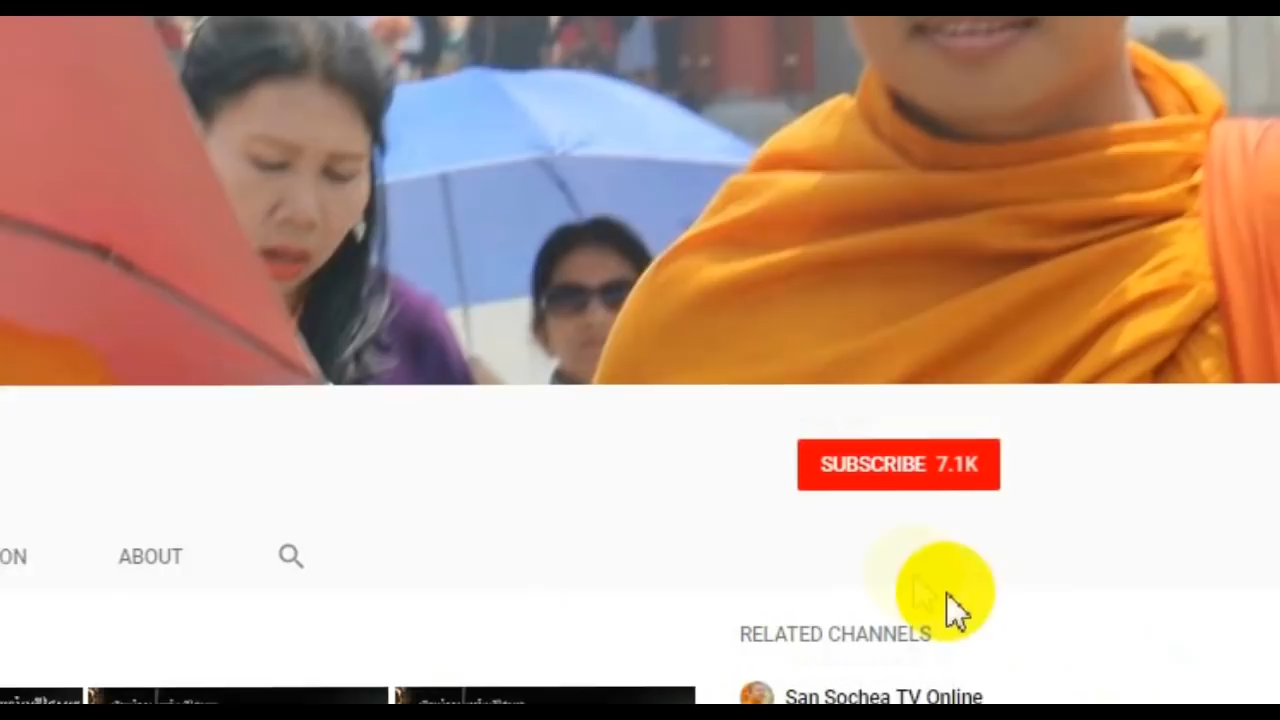 SUBSCRIBE 7.1K
ON
ABOUT
RELATED CHANNELS
San Sochea TV Online